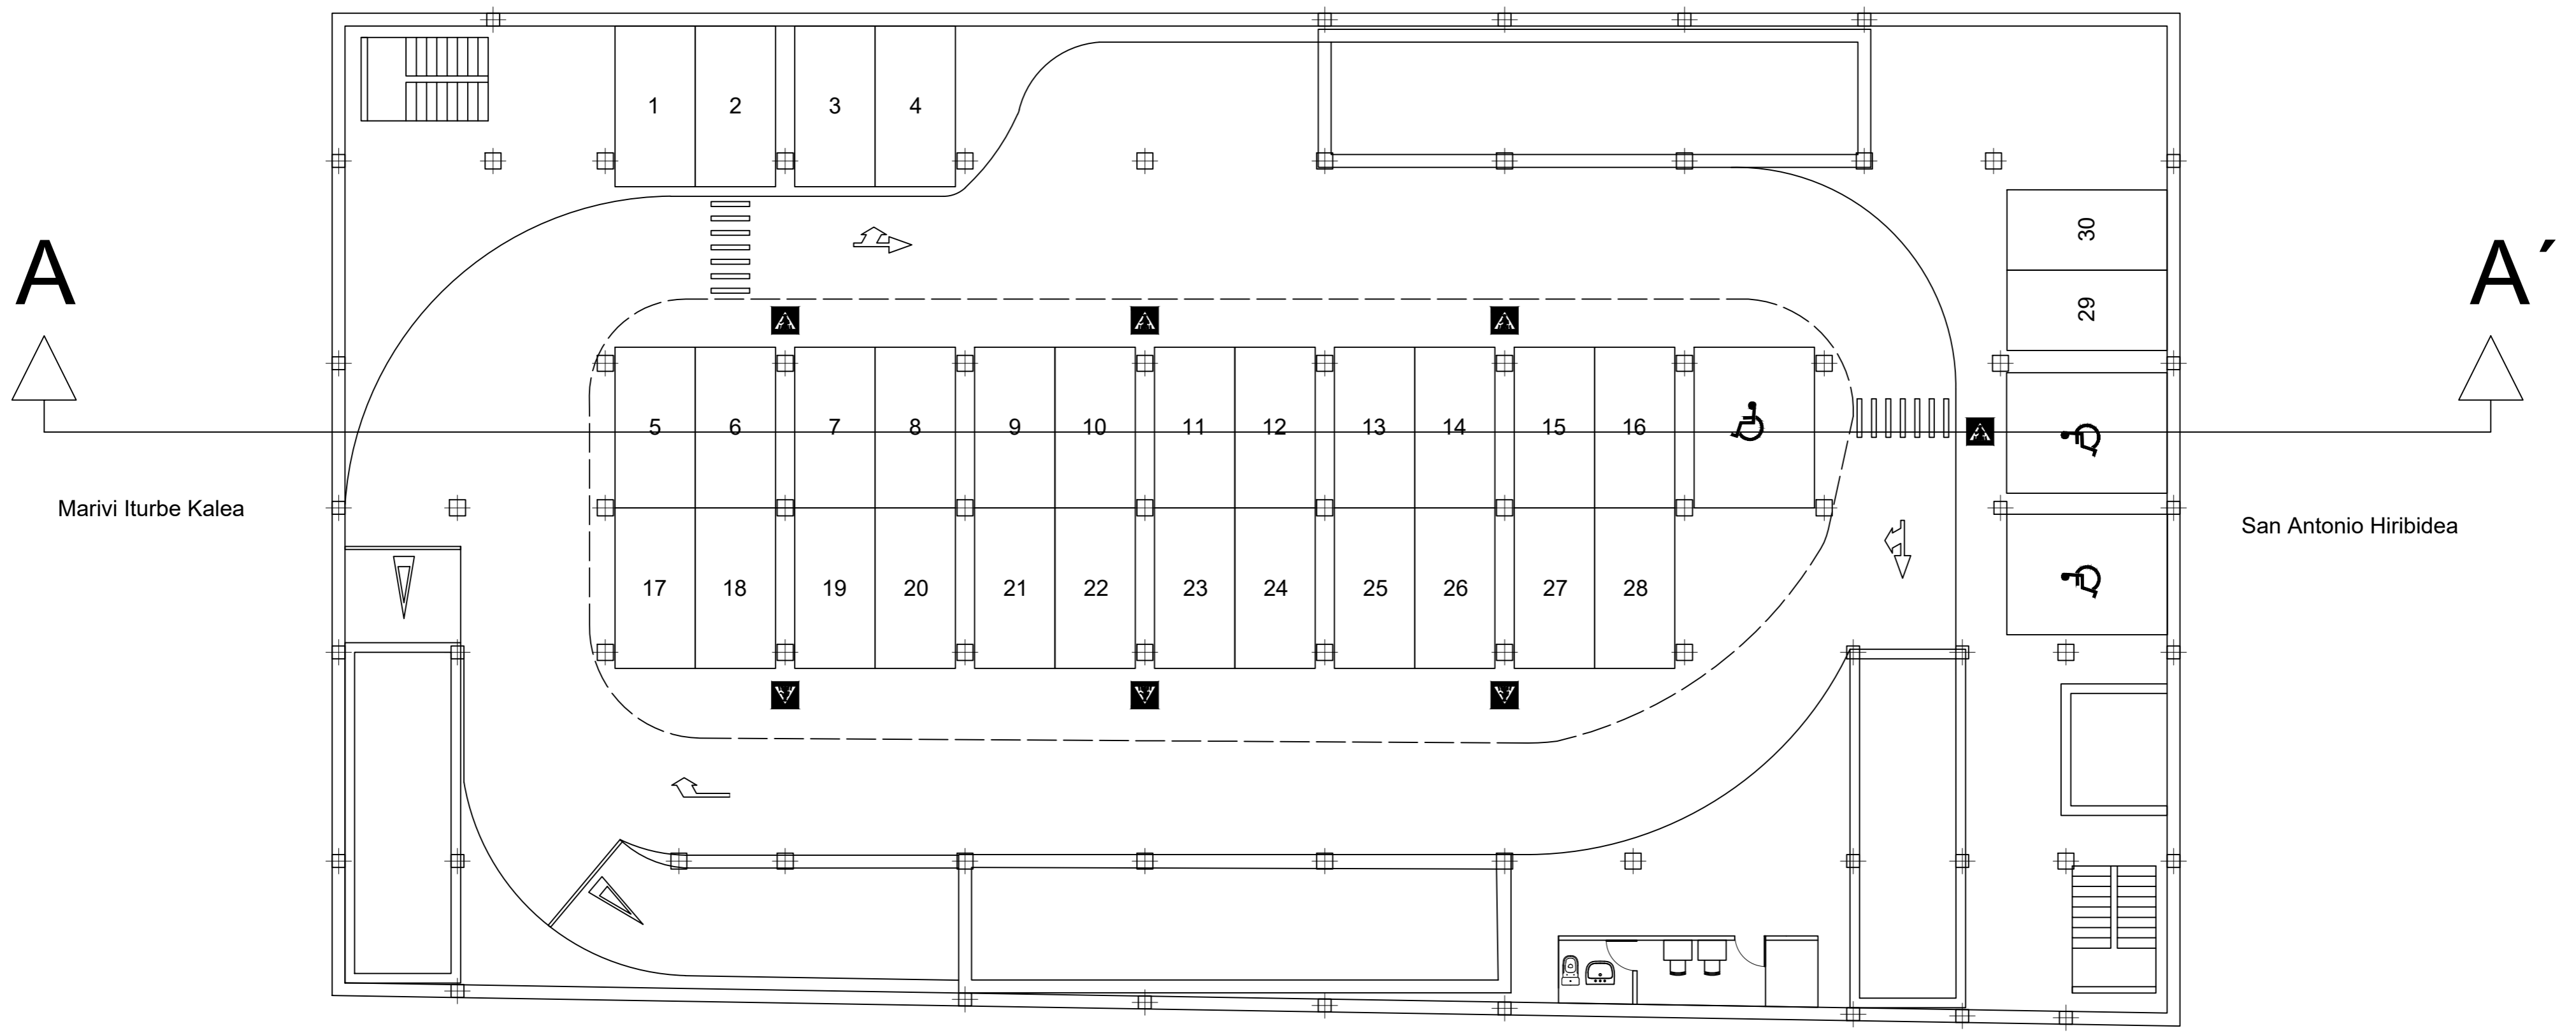 1 2 3 4
30
A A´
29
5 6 7 8 9 10 11 12 13 14 15 16
Marivi Iturbe Kalea
San Antonio Hiribidea
17 18 19 20 21 22 23 24 25 26 27 28